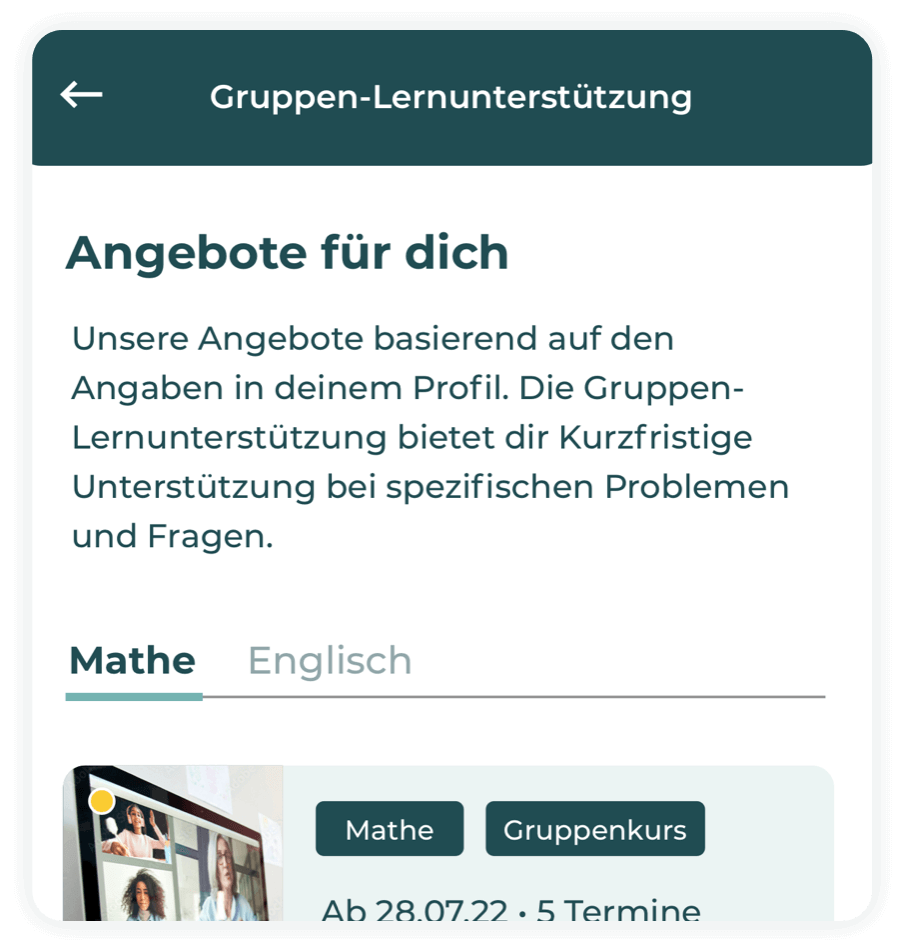 Gruppen-Lernunterstützung
Angebote für dich
Unsere Angebote basierend auf den
Angaben in deinem Profil. Die Gruppen-
Lernunterstützung bietet dir Kurzfristige
Unterstützung bei spezifischen Problemen
und Fragen.
Mathe Englisch
Mathe Gruppenkurs
Ab 28.07.22 • 5 Termine